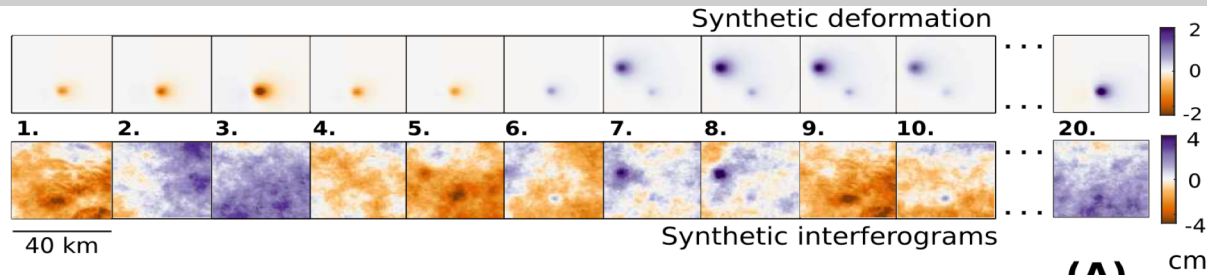 Synthetic deformation
. . .
2
0
-2
. . .
1. 2. 3. 4. 5. 6. 7. 8. 9. 10. 20.
. . .
4
0
-4
. . .
40 km
Synthetic interferograms
(A)
cm